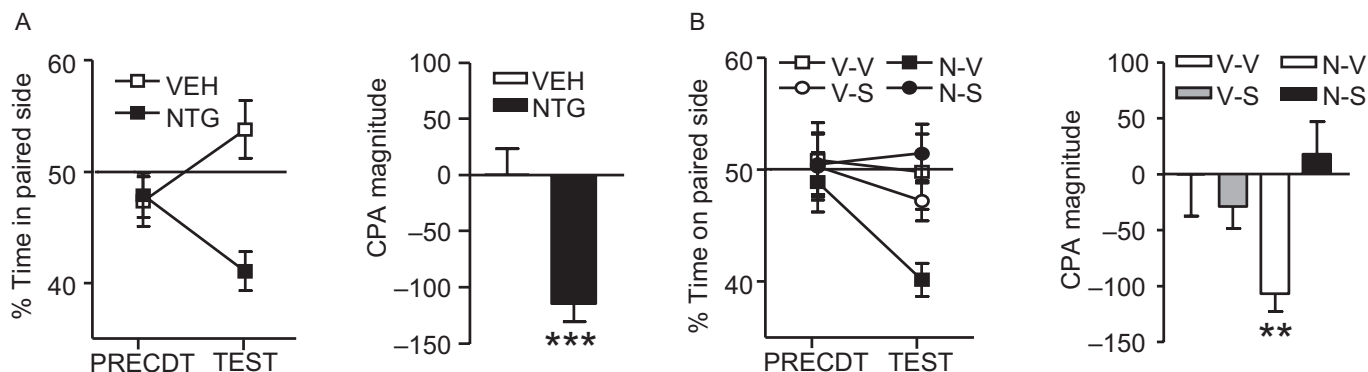 A
% Time in paired side
60
50
40
VEH
NTG
PRECDT TEST
CPA magnitude
100
50
0
−50
−100
−150
VEH
NTG
***
B
% Time on paired side
60
50
40
V-V N-V
V-S N-S
PRECDT TEST
CPA magnitude
100
50
0
−50
−100
−150
V-V N-V
V-S N-S
**